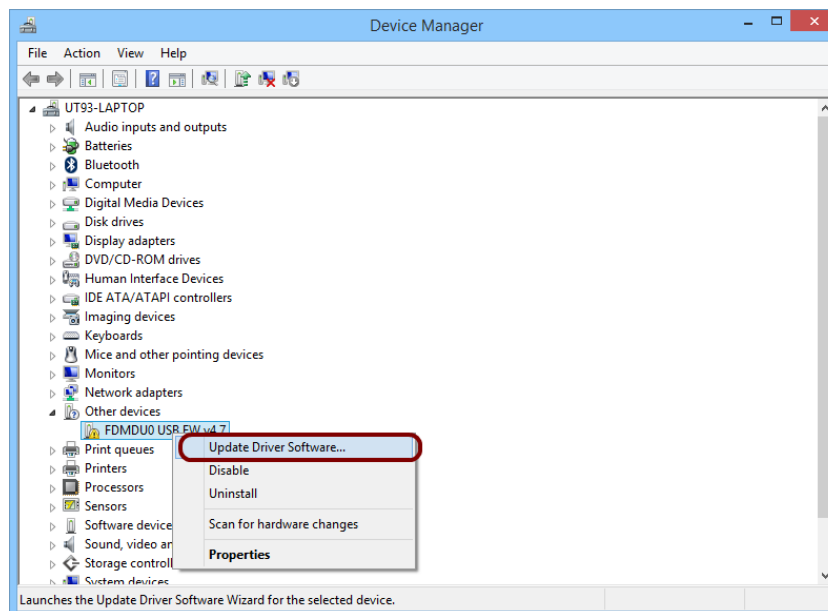 Device Manager
File Action View Help
UT93-LAPTOP
Audio inputs and outputs
Batteries
Bluetooth
Computer
Digital Media Devices
Disk drives
Display adapters
DVD/CD-ROM drives
Human Interface Devices
IDE ATA/ATAPI controllers
Imaging devices
Keyboards
Mice and other pointing devices
Monitors
Network adapters
Other devices
FDMDU0 USB FW v4.7
Update Driver Software...
Print queues
Disable
Printers
Processors
Uninstall
Sensors
Software device
Scan for hardware changes
Sound, video an
Properties
Storage controll
System devices
Launches the Update Driver Software Wizard for the selected device.